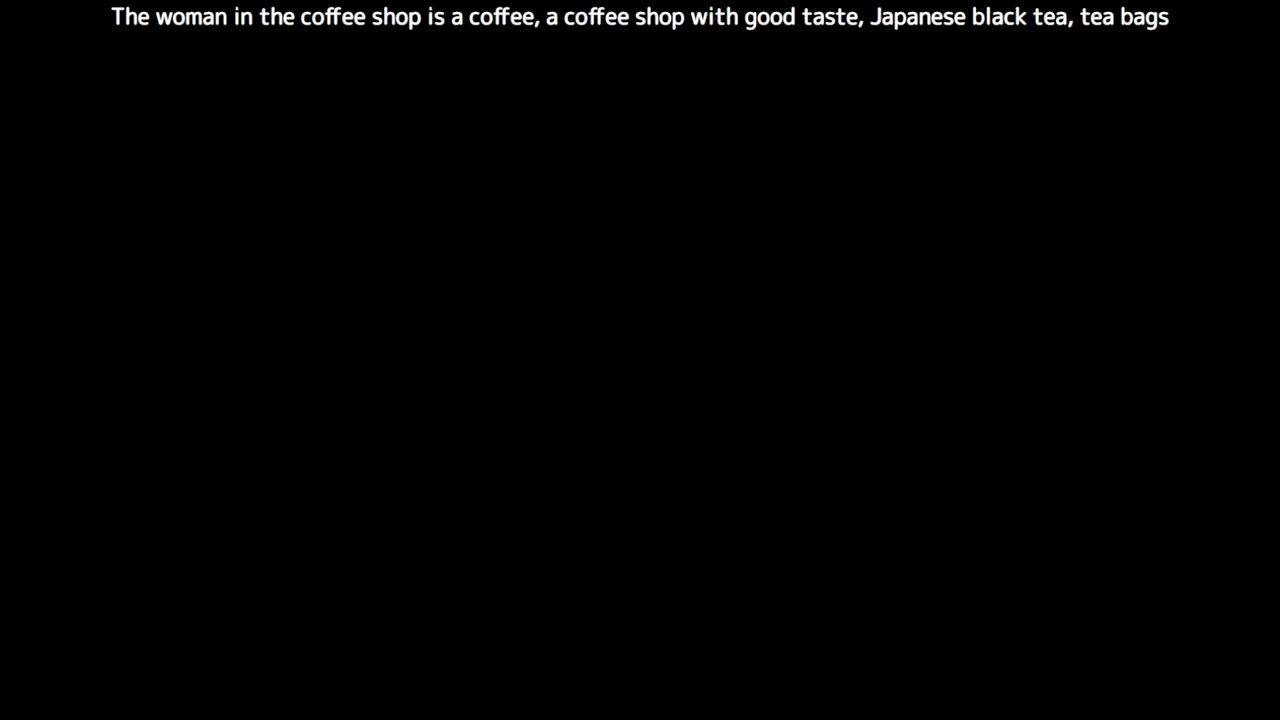 The woman in the coffee shop is a coffee, a coffee shop with good taste, Japanese black tea, tea bags